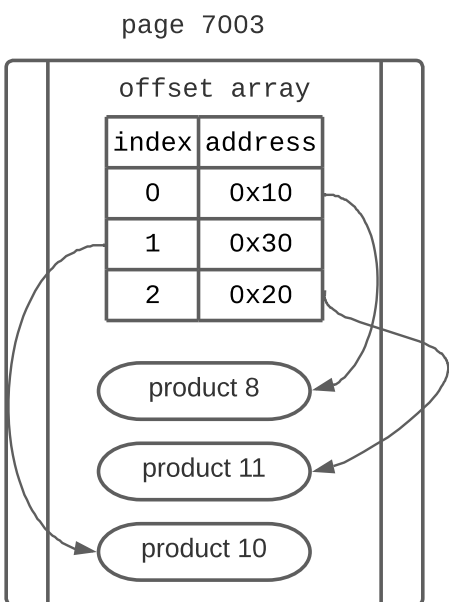 page 7003
offset array
index address
0 0x10
1 0x30
2 0x20
product 8
product 11
product 10